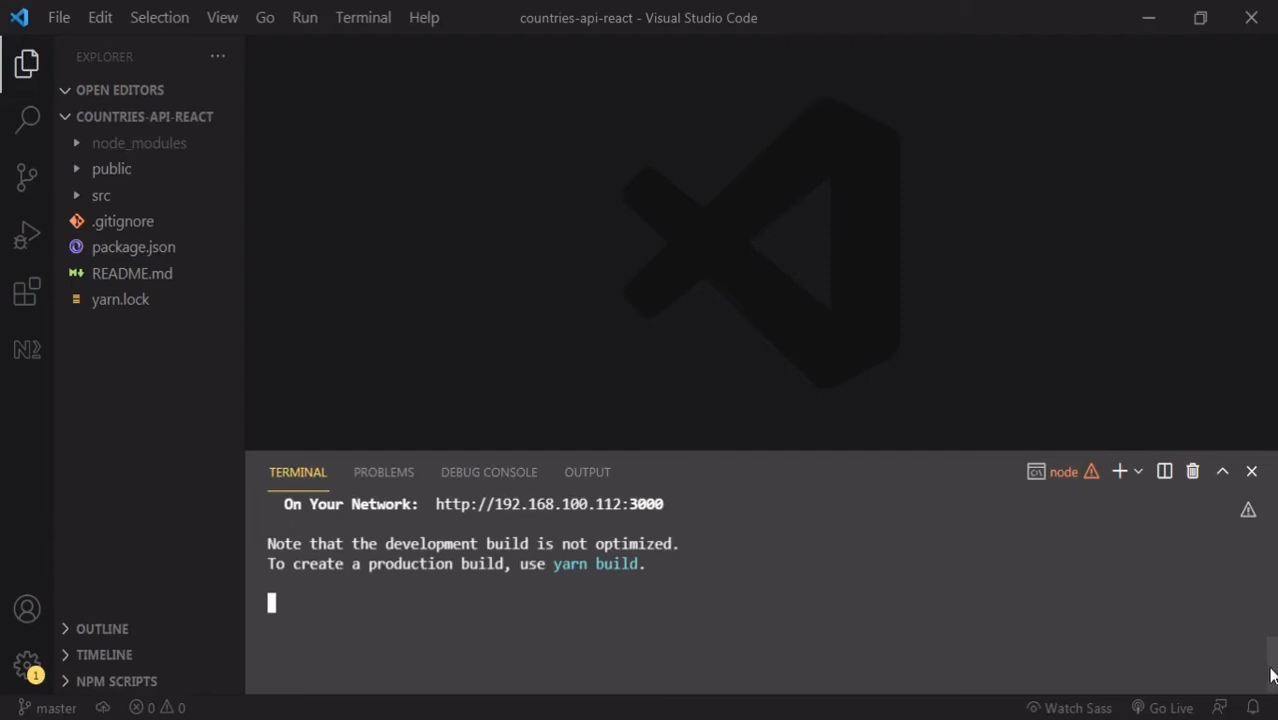 File Edit Selection View Go Run Terminal Help
countries-api-react - Visual Studio Code
EXPLORER
OPEN EDITORS
COUNTRIES-API-REACT
node_modules
public
src
.gitignore
package.json
README.md
yarn.lock
OUTLINE
TIMELINE
NPM SCRIPTS
TERMINAL PROBLEMS DEBUG CONSOLE OUTPUT
node
On Your Network: http://192.168.100.112:3000
Note that the development build is not optimized.
To create a production build, use yarn build.
1
master 0 0 Watch Sass Go Live